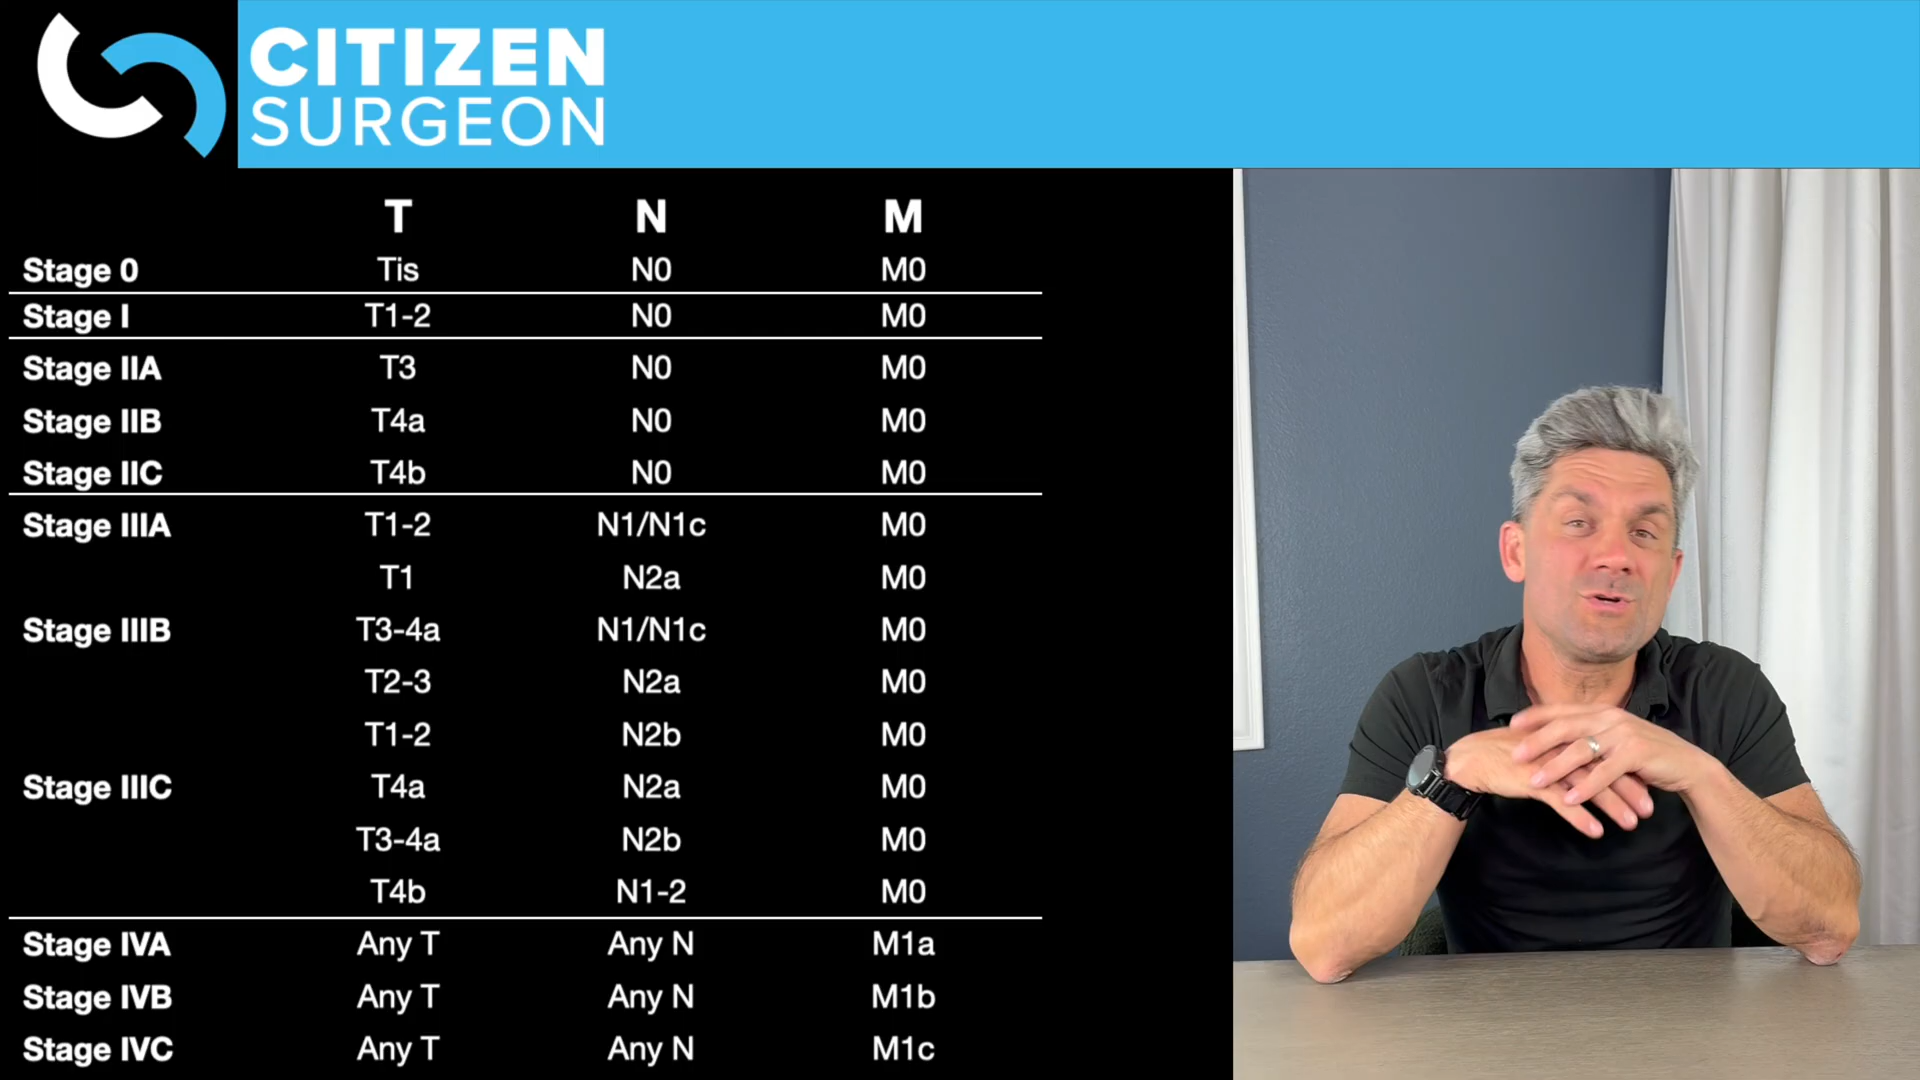 CITIZEN
SURGEON
T N M
Stage 0 Tis N0 M0
Stage I T1-2 N0 M0
Stage IIA T3 N0 M0
Stage IIB T4a N0 M0
Stage IIC T4b N0 M0
Stage IIIA T1-2 N1/N1c M0
T1 N2a M0
Stage IIIB T3-4a N1/N1c M0
T2-3 N2a M0
T1-2 N2b M0
Stage IIIC T4a N2a M0
T3-4a N2b M0
T4b N1-2 M0
Stage IVA Any T Any N M1a
Stage IVB Any T Any N M1b
Stage IVC Any T Any N M1c